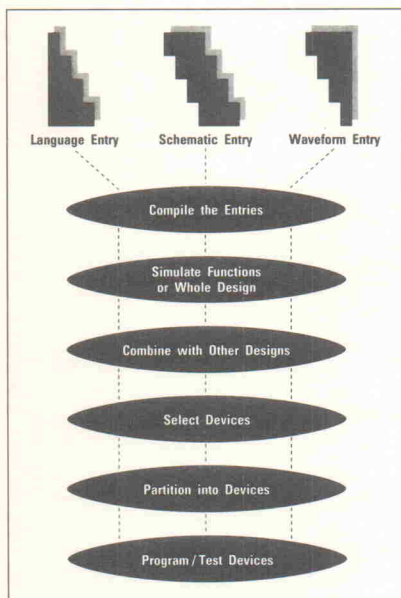 Language Entry Schematic Entry Waveform Entry
Compile the Entries
Simulate Functions
or Whole Design
Combine with Other Designs
Select Devices
Partition into Devices
Program / Test Devices